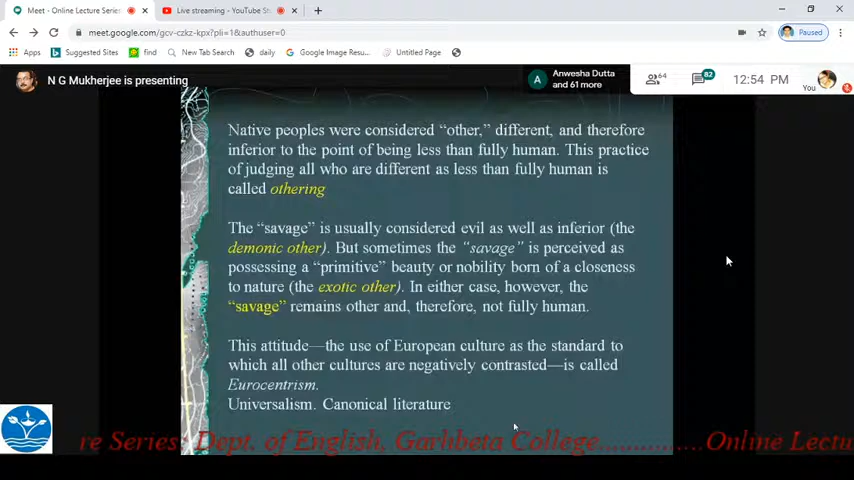 Meet - Online Lecture Series
Live streaming - YouTube St
meet.google.com/gcv-czkz-kpx?pli=1&authuser=0
Paused
Apps
Suggested Sites
find
New Tab Search
daily
Google Image Resu...
Untitled Page
N G Mukherjee is presenting
A
Anwesha Dutta
and 61 more
64
82
12:54 PM
You
Native peoples were considered “other,” different, and therefore
inferior to the point of being less than fully human. This practice
of judging all who are different as less than fully human is
called othering
The “savage” is usually considered evil as well as inferior (the
demonic other). But sometimes the “savage” is perceived as
possessing a “primitive” beauty or nobility born of a closeness
to nature (the exotic other). In either case, however, the
“savage” remains other and, therefore, not fully human.
This attitude—the use of European culture as the standard to
which all other cultures are negatively contrasted—is called
Eurocentrism.
Universalism. Canonical literature
re Series: Dept. of English, Garhbeta College.............Online Lectu